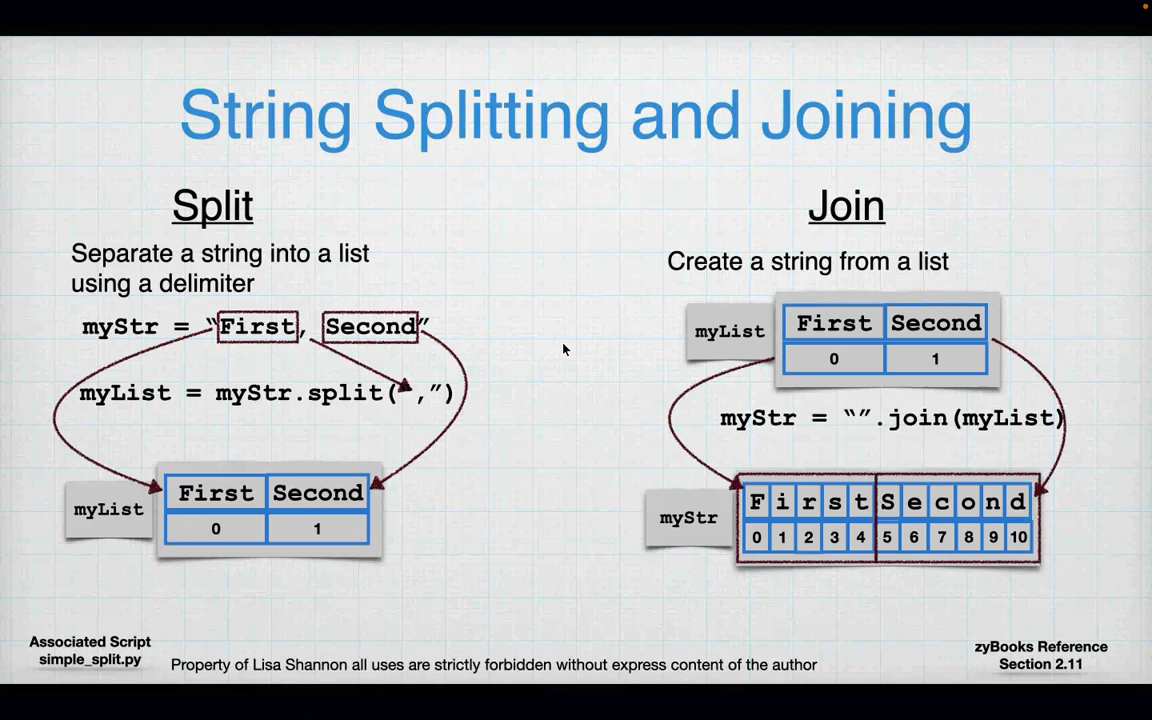 String Splitting and Joining
Split
Separate a string into a list
using a delimiter
myStr = “First, Second”
myList = myStr.split(“,”)
First Second
myList
0 1
Join
Create a string from a list
First Second
myList
0 1
myStr = “”.join(myList)
F i r s t S e c o n d
myStr
0 1 2 3 4 5 6 7 8 9 10
Associated Script
simple_split.py
Property of Lisa Shannon all uses are strictly forbidden without express content of the author
zyBooks Reference
Section 2.11